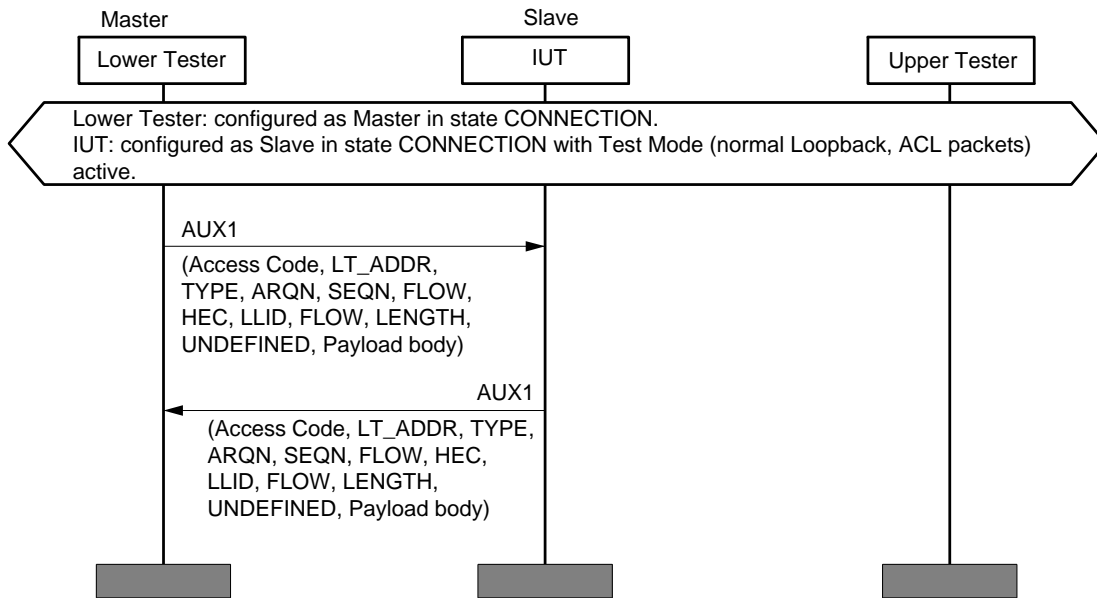 Master
Slave
Lower Tester
IUT
Upper Tester
Lower Tester: configured as Master in state CONNECTION.
IUT: configured as Slave in state CONNECTION with Test Mode (normal Loopback, ACL packets)
active.
AUX1
(Access Code, LT_ADDR,
TYPE, ARQN, SEQN, FLOW,
HEC, LLID, FLOW, LENGTH,
UNDEFINED, Payload body)
AUX1
(Access Code, LT_ADDR, TYPE,
ARQN, SEQN, FLOW, HEC,
LLID, FLOW, LENGTH,
UNDEFINED, Payload body)